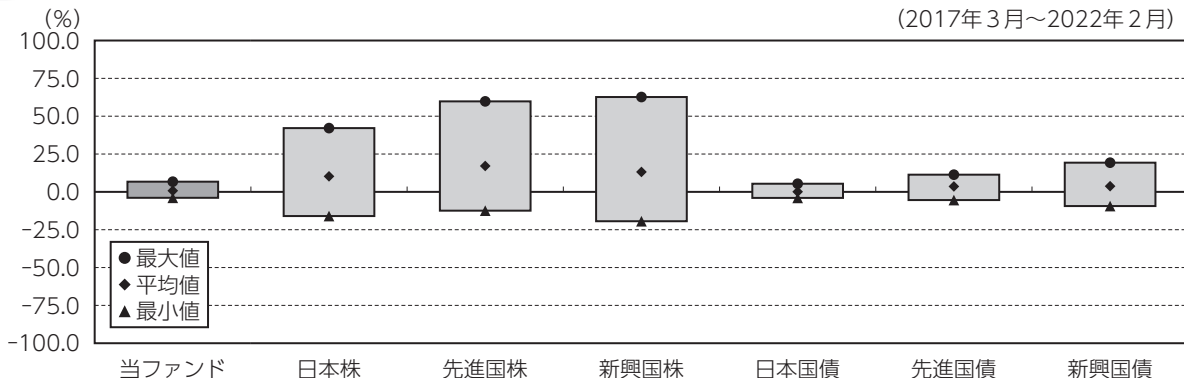 (%)
(2017年3月~2022年2月)
100.0
75.0
50.0
25.0
0.0
-25.0
-50.0
-75.0
-100.0
●最大値
◆平均値
▲最小値
当ファンド 日本株 先進国株 新興国株 日本国債 先進国債 新興国債